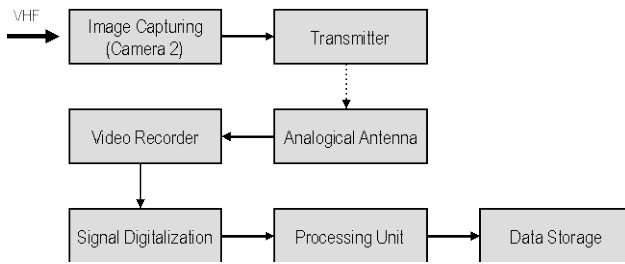 VHF
Image Capturing
(Camera 2)
Transmitter
Video Recorder
Analogical Antenna
Signal Digitalization
Processing Unit
Data Storage